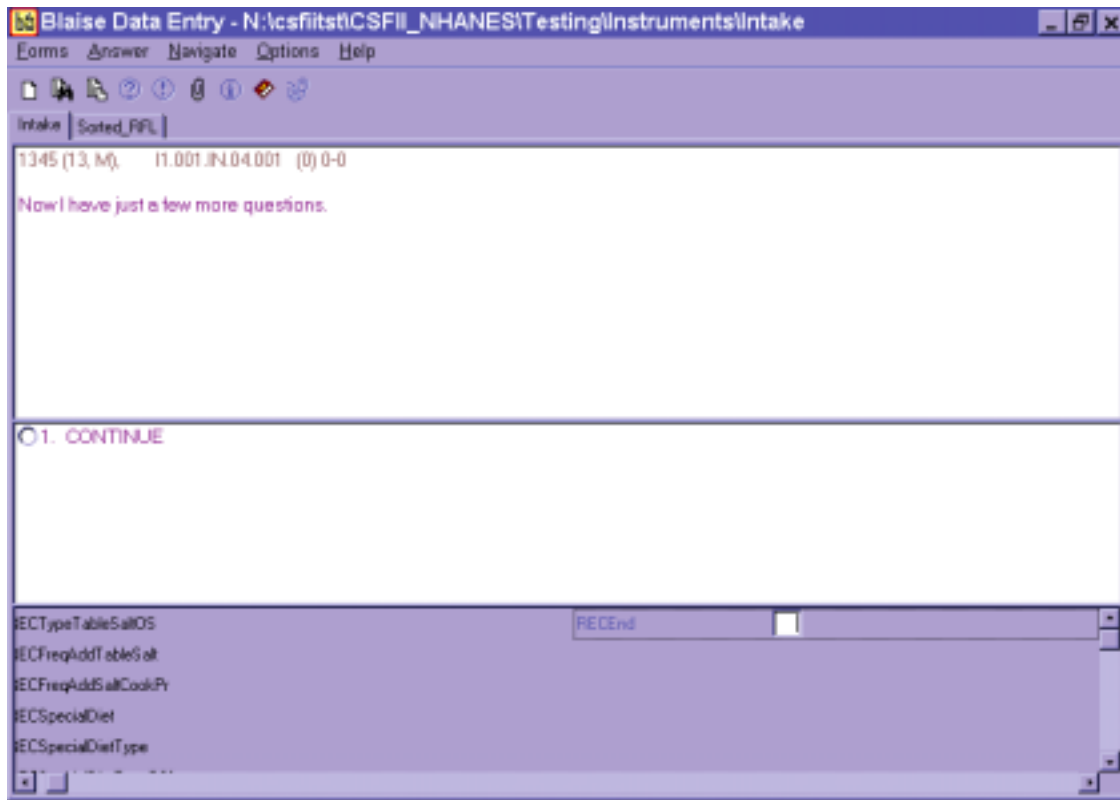 Blaise Data Entry - N:\csfiitst\CSFII_NHANES\Testing\Instruments\Intake
Forms Answer Navigate Options Help
Intake Sorted_RFL
1345 (13, M), I1.001.IN.04.001 (0) 0-0
Now I have just a few more questions.
1. CONTINUE
ECTypeTableSaltOS RECEnd
ECFreqAddTableSalt
ECFreqAddSaltCookPr
ECSpecialDiet
ECSpecialDietType